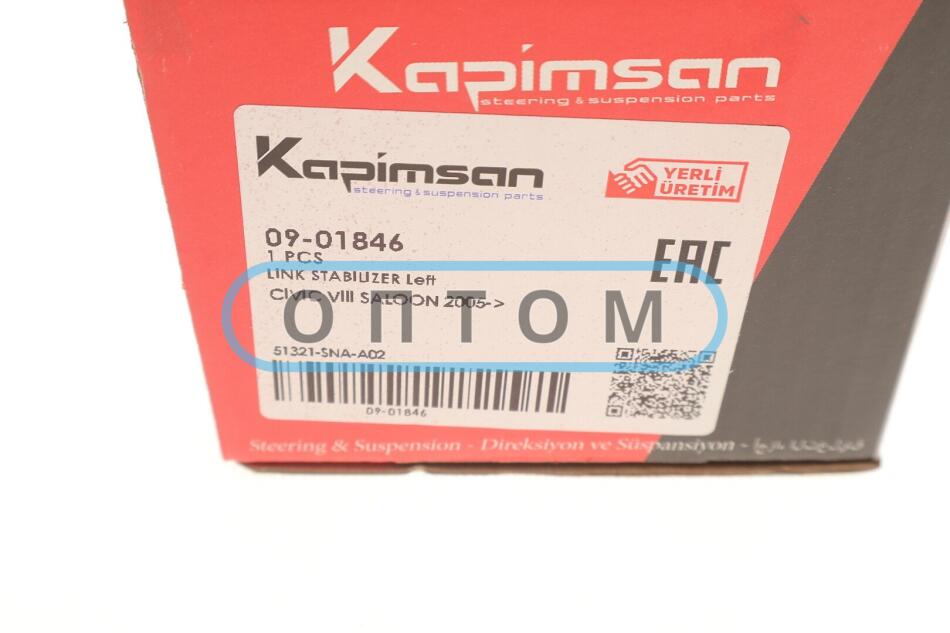 Kapimsan
steering & suspension parts
Kapimsan
steering & suspension parts
YERLİ
ÜRETİM
09-01846
1 PCS
LINK STABILIZER Left
CIVIC VIII SALOON 2005->
EAC
ОПТОМ
51321-SNA-A02
09-01846
Steering & Suspension - Direksiyon ve Süspansiyon -